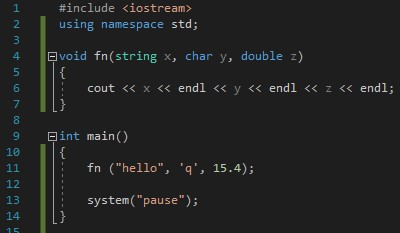 1 #include <iostream>
2 using namespace std;
3
4 void fn(string x, char y, double z)
5 {
6 cout << x << endl << y << endl << z << endl;
7 }
8
9 int main()
10 {
11 fn ("hello", 'q', 15.4);
12
13 system("pause");
14 }
15